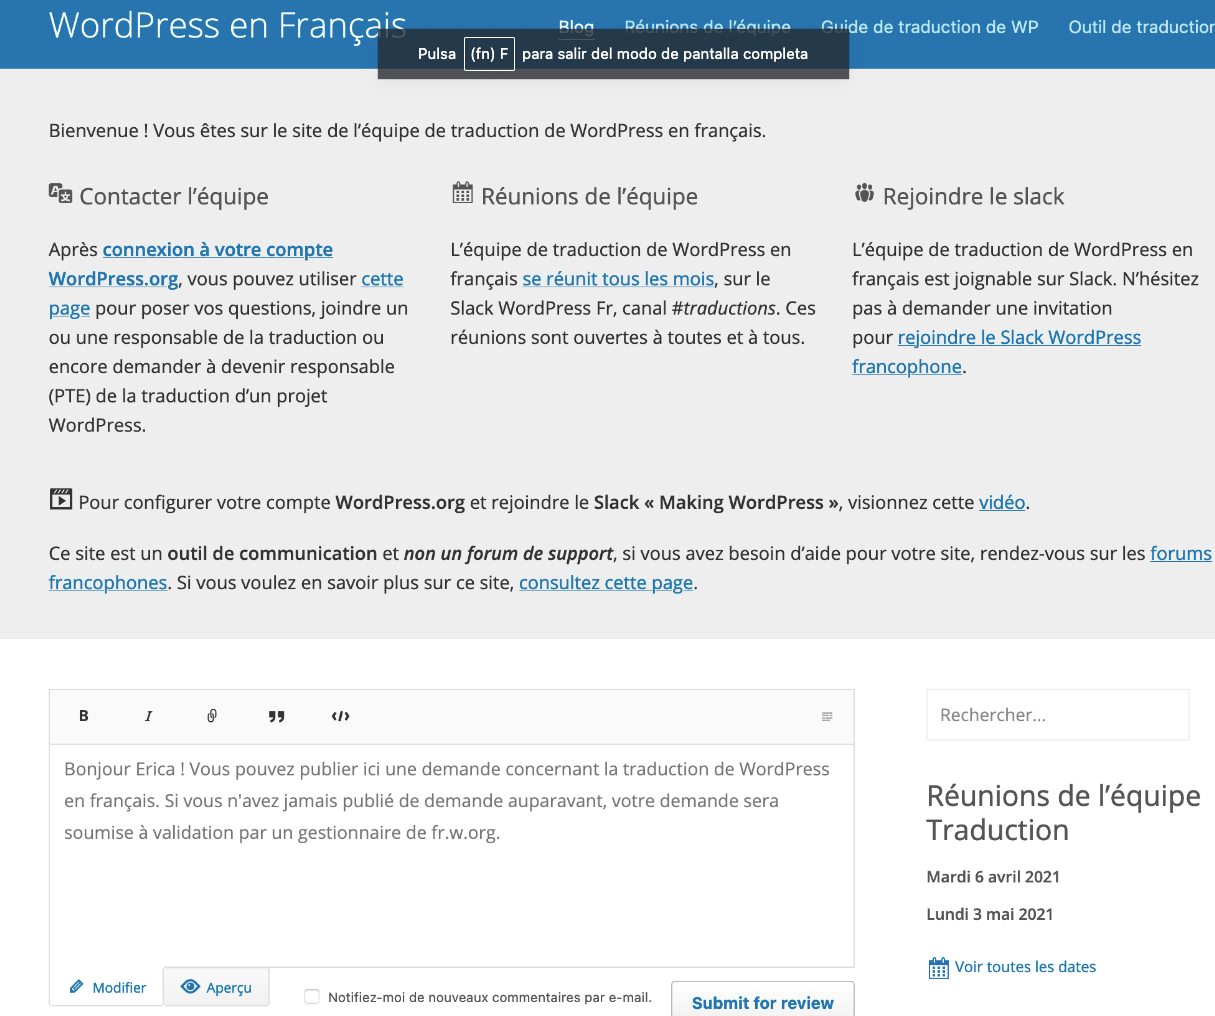 WordPress en Français
Blog Réunions de l’équipe Guide de traduction de WP Outil de traduction
Pulsa (fn) F para salir del modo de pantalla completa
Bienvenue ! Vous êtes sur le site de l’équipe de traduction de WordPress en français.
Contacter l’équipe
Après connexion à votre compte
WordPress.org, vous pouvez utiliser cette
page pour poser vos questions, joindre un
ou une responsable de la traduction ou
encore demander à devenir responsable
(PTE) de la traduction d’un projet
WordPress.
Réunions de l’équipe
L’équipe de traduction de WordPress en
français se réunit tous les mois, sur le
Slack WordPress Fr, canal #traductions. Ces
réunions sont ouvertes à toutes et à tous.
Rejoindre le slack
L’équipe de traduction de WordPress en
français est joignable sur Slack. N’hésitez
pas à demander une invitation
pour rejoindre le Slack WordPress
francophone.
Pour configurer votre compte WordPress.org et rejoindre le Slack « Making WordPress », visionnez cette vidéo.
Ce site est un outil de communication et non un forum de support, si vous avez besoin d’aide pour votre site, rendez-vous sur les forums
francophones. Si vous voulez en savoir plus sur ce site, consultez cette page.
B I
Bonjour Erica ! Vous pouvez publier ici une demande concernant la traduction de WordPress
en français. Si vous n'avez jamais publié de demande auparavant, votre demande sera
soumise à validation par un gestionnaire de fr.w.org.
Modifier Aperçu
Notifiez-moi de nouveaux commentaires par e-mail.
Submit for review
Rechercher...
Réunions de l’équipe
Traduction
Mardi 6 avril 2021
Lundi 3 mai 2021
Voir toutes les dates